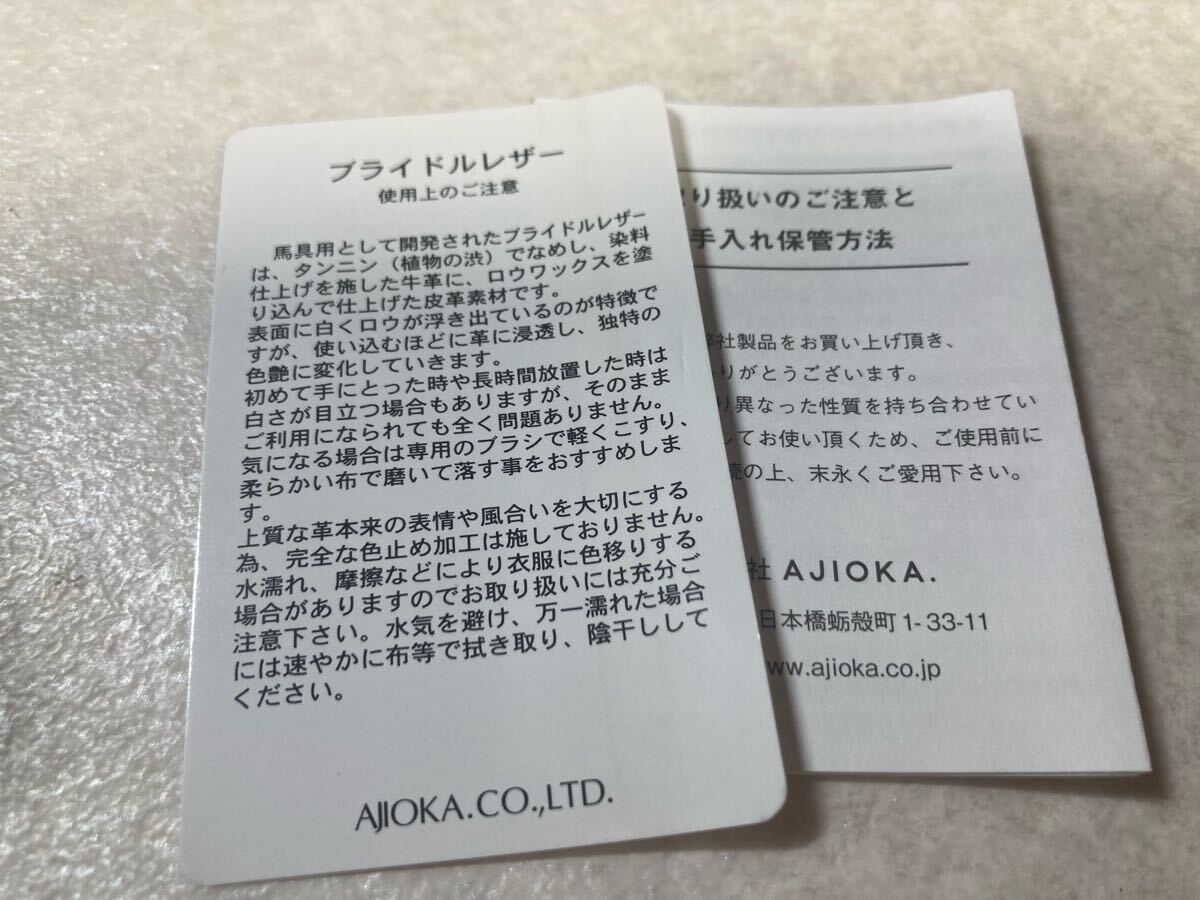 ブライドルレザー
使用上のご注意
馬具用として開発されたブライドルレザー
は、タンニン（植物の渋）でなめし、染料
仕上げを施した牛革に、ロウワックスを塗
り込んで仕上げた皮革素材です。
表面に白くロウが浮き出ているのが特徴で
すが、使い込むほどに革に浸透し、独特の
色艶に変化していきます。
初めて手にとった時や長時間放置した時は
白さが目立つ場合もありますが、そのまま
ご利用になられても全く問題ありません。
気になる場合は専用のブラシで軽くこすり、
柔らかい布で磨いて落す事をおすすめしま
す。
上質な革本来の表情や風合いを大切にする
為、完全な色止め加工は施しておりません。
水濡れ、摩擦などにより衣服に色移りする
場合がありますのでお取り扱いには充分ご
注意下さい。水気を避け、万一濡れた場合
には速やかに布等で拭き取り、陰干しして
ください。
AJIOKA.CO.,LTD.
り扱いのご注意と
手入れ保管方法
社製品をお買い上げ頂き、
りがとうございます。
り異なった性質を持ち合わせてい
してお使い頂くため、ご使用前に
読の上、末永くご愛用下さい。
社 AJIOKA.
日本橋蛎殻町1-33-11
ww.ajioka.co.jp